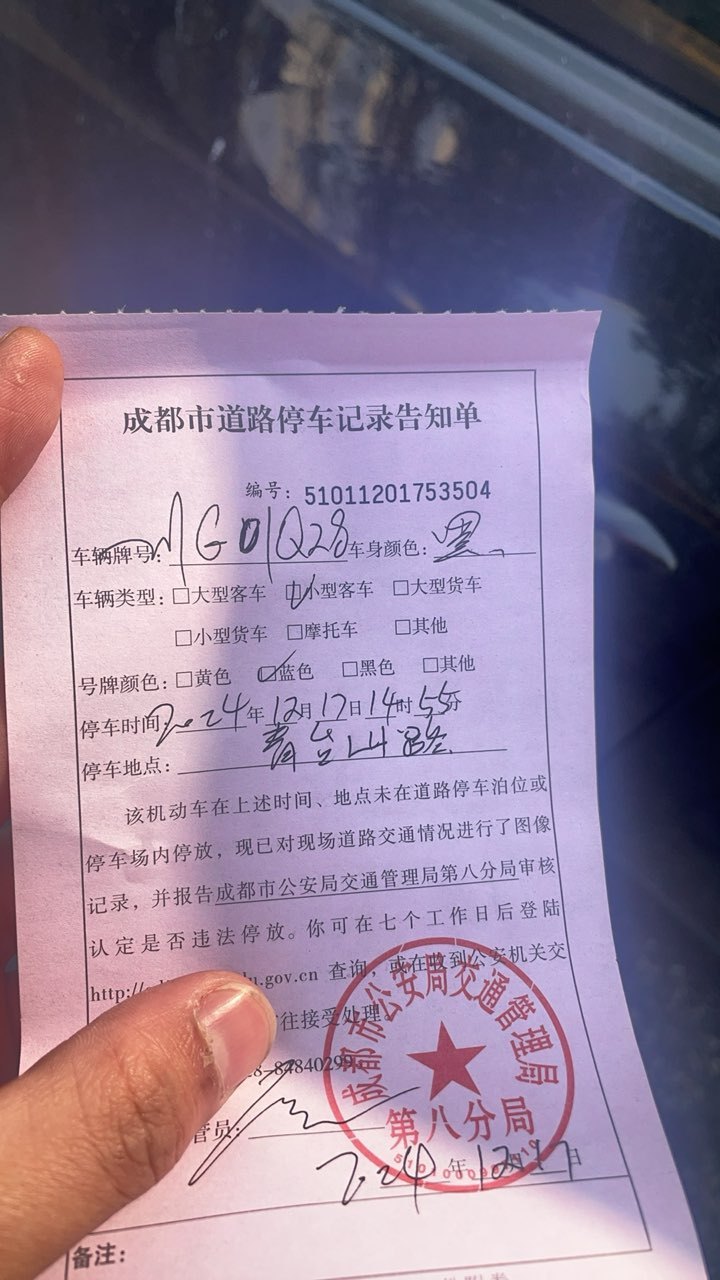 成都市道路停车记录告知单
编号：51011201753504
车辆牌号：川G01Q28 车身颜色：黑
车辆类型：□大型客车 ☑小型客车 □大型货车
□小型货车 □摩托车 □其他
号牌颜色：□黄色 ☑蓝色 □黑色 □其他
停车时间：2024年12月17日14时55分
停车地点：青台山路
该机动车在上述时间、地点未在道路停车泊位或
停车场内停放，现已对现场道路交通情况进行了图像
记录，并报告成都市公安局交通管理局第八分局审核
认定是否违法停放。你可在七个工作日后登陆
http:// .gov.cn 查询，或在收到公安机关交
往接受处理。
8-84840299
管员：
成都市公安局交通管理局
第八分局
2024年12月17日
备注：